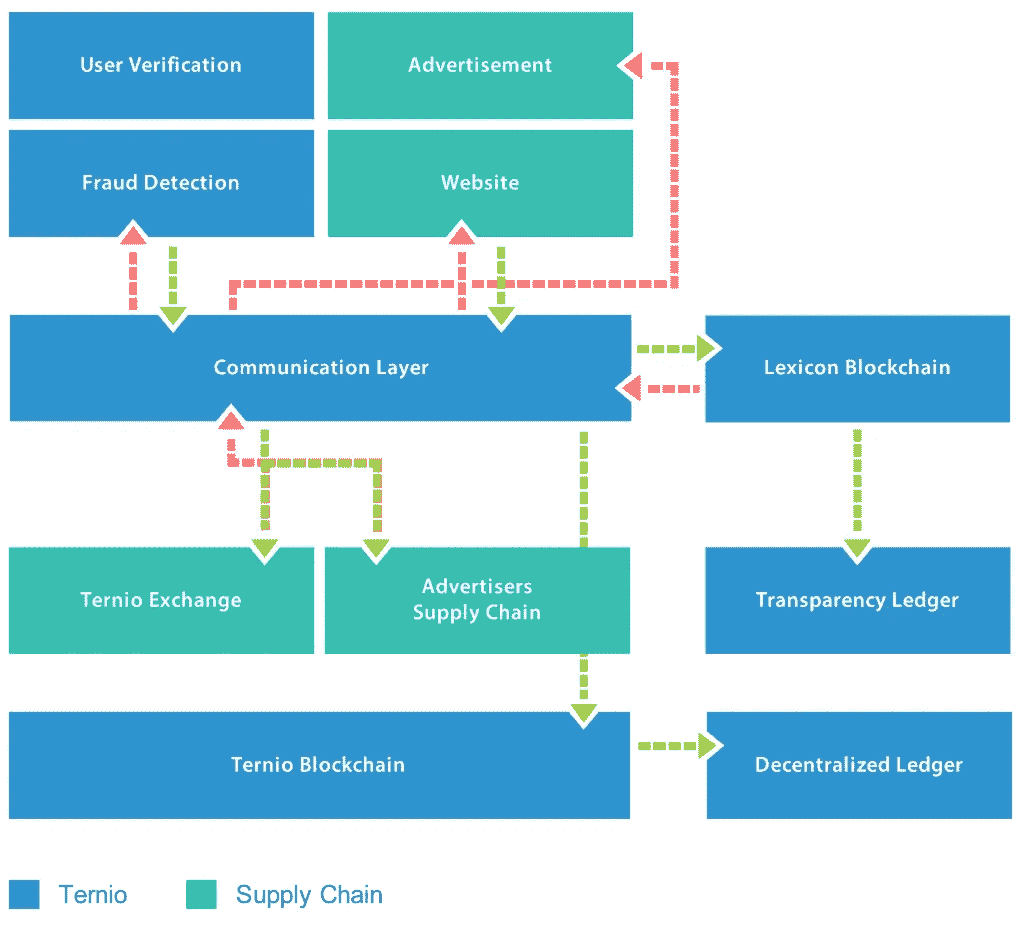 User Verification
Advertisement
Fraud Detection
Website
Communication Layer
Lexicon Blockchain
Ternio Exchange
Advertisers
Supply Chain
Transparency Ledger
Ternio Blockchain
Decentralized Ledger
Ternio
Supply Chain